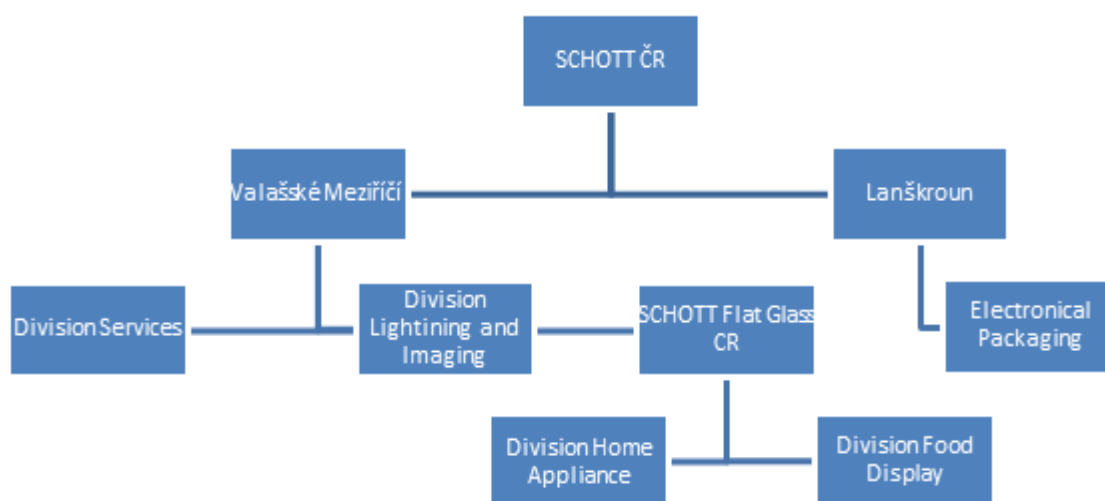 SCHOTT ČR
Valašské Meziříčí
Lanškroun
Division Services
Division
Lightining and
Imaging
SCHOTT Flat Glass
CR
Electronical
Packaging
Division Home
Appliance
Division Food
Display